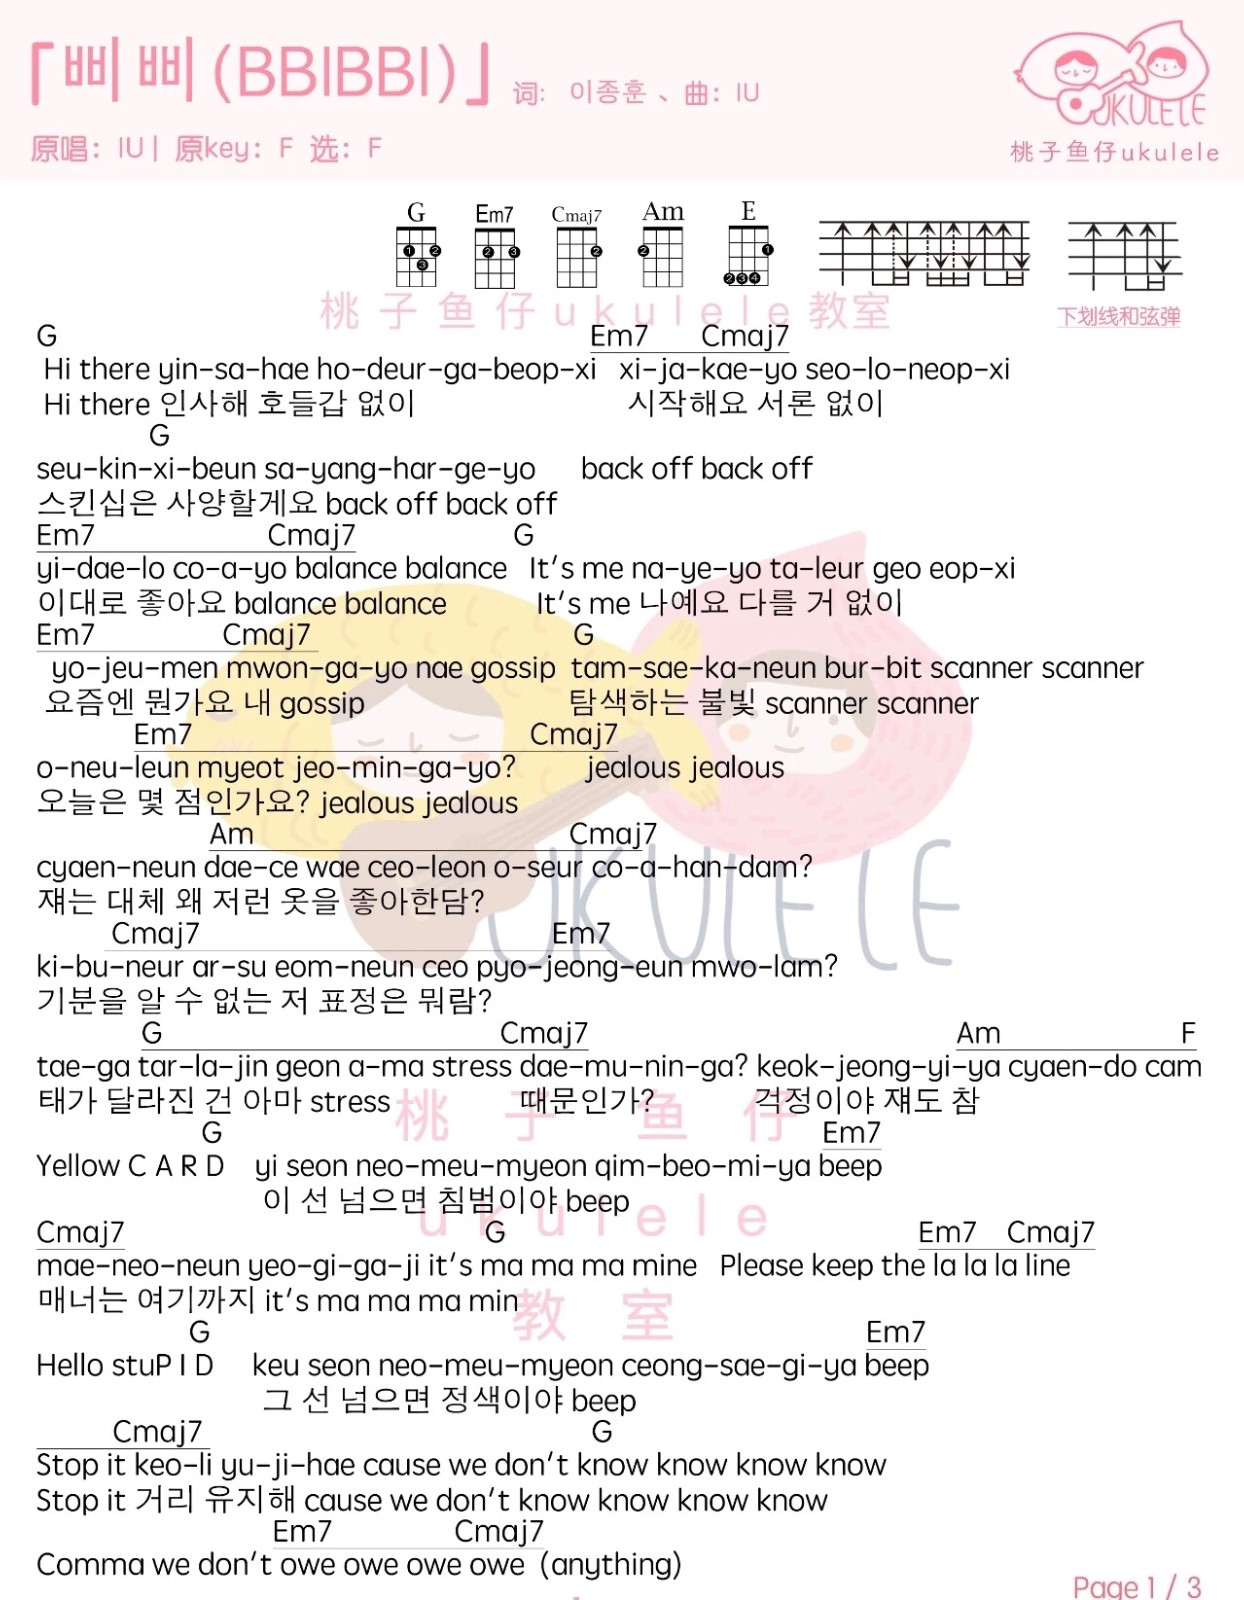 「삐삐(BBIBBI)」 词： 이종훈 、曲：IU
原唱：IU | 原key：F 选：F
UKULELE
桃子鱼仔ukulele
G Em7 Cmaj7 Am E
桃子鱼仔ukulele教室
下划线和弦弹
G Em7 Cmaj7
Hi there yin-sa-hae ho-deur-ga-beop-xi xi-ja-kae-yo seo-lo-neop-xi
Hi there 인사해 호들갑 없이 시작해요 서론 없이
G
seu-kin-xi-beun sa-yang-har-ge-yo back off back off
스킨십은 사양할게요 back off back off
Em7 Cmaj7 G
yi-dae-lo co-a-yo balance balance It's me na-ye-yo ta-leur geo eop-xi
이대로 좋아요 balance balance It's me 나예요 다를 거 없이
Em7 Cmaj7 G
yo-jeu-men mwon-ga-yo nae gossip tam-sae-ka-neun bur-bit scanner scanner
요즘엔 뭔가요 내 gossip 탐색하는 불빛 scanner scanner
Em7 Cmaj7
o-neu-leun myeot jeo-min-ga-yo? jealous jealous
오늘은 몇 점인가요? jealous jealous
Am Cmaj7
cyaen-neun dae-ce wae ceo-leon o-seur co-a-han-dam?
쟤는 대체 왜 저런 옷을 좋아한담?
UKULELE
Cmaj7 Em7
ki-bu-neur ar-su eom-neun ceo pyo-jeong-eun mwo-lam?
기분을 알 수 없는 저 표정은 뭐람?
G Cmaj7 Am F
tae-ga tar-la-jin geon a-ma stress dae-mu-nin-ga? keok-jeong-yi-ya cyaen-do cam
태가 달라진 건 아마 stress 때문인가? 걱정이야 쟤도 참
桃子鱼仔
G Em7
Yellow C A R D yi seon neo-meu-myeon qim-beo-mi-ya beep
이 선 넘으면 침범이야 beep
ukulele
Cmaj7 G Em7 Cmaj7
mae-neo-neun yeo-gi-ga-ji it's ma ma ma mine Please keep the la la la line
매너는 여기까지 it's ma ma ma min
教室
G Em7
Hello stuP I D keu seon neo-meu-myeon ceong-sae-gi-ya beep
그 선 넘으면 정색이야 beep
Cmaj7 G
Stop it keo-li yu-ji-hae cause we don't know know know know
Stop it 거리 유지해 cause we don't know know know know
Em7 Cmaj7
Comma we don't owe owe owe owe (anything)
Page 1 / 3